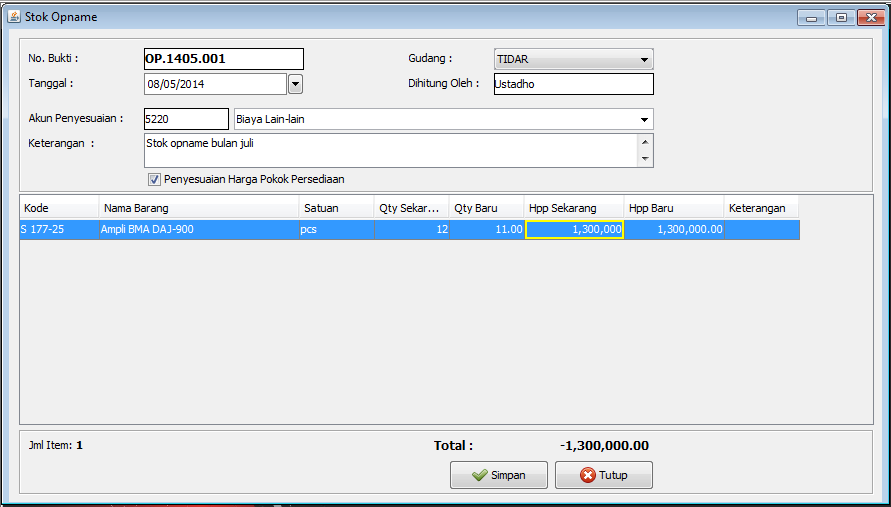 Stok Opname
No. Bukti : OP.1405.001 Gudang : TIDAR
Tanggal : 08/05/2014 Dihitung Oleh : Ustadho
Akun Penyesuaian : 5220 Biaya Lain-lain
Keterangan : Stok opname bulan juli
Penyesuaian Harga Pokok Persediaan
Kode Nama Barang Satuan Qty Sekar... Qty Baru Hpp Sekarang Hpp Baru Keterangan
S 177-25 Ampli BMA DAJ-900 pcs 12 11.00 1,300,000 1,300,000.00
Jml Item: 1 Total : -1,300,000.00
Simpan Tutup